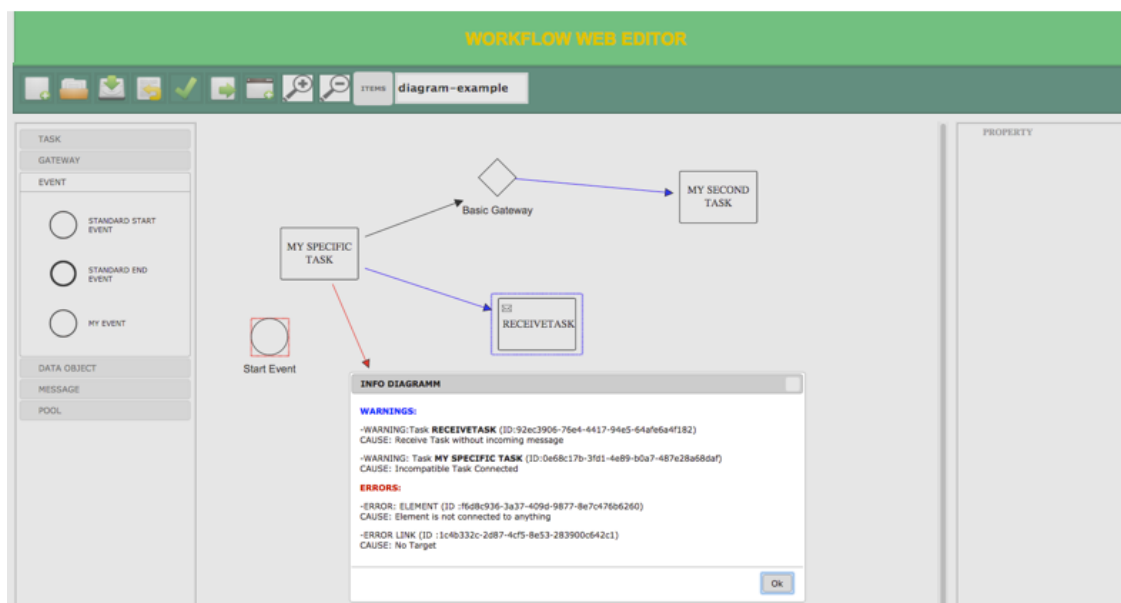 WORKFLOW WEB EDITOR
ITEMS
diagram-example
TASK
GATEWAY
EVENT
STANDARD START
EVENT
STANDARD END
EVENT
MY EVENT
DATA OBJECT
MESSAGE
POOL
Basic Gateway
MY SECOND
TASK
MY SPECIFIC
TASK
RECEIVETASK
Start Event
PROPERTY
INFO DIAGRAMM
WARNINGS:
-WARNING:Task RECEIVETASK (ID:92ec3906-76e4-4417-94e5-64afe6a4f182)
CAUSE: Receive Task without incoming message
-WARNING: Task MY SPECIFIC TASK (ID:0e68c17b-3fd1-4e89-b0a7-487e28a68daf)
CAUSE: Incompatible Task Connected
ERRORS:
-ERROR: ELEMENT (ID :f6d8c936-3a37-409d-9877-8e7c476b6260)
CAUSE: Element is not connected to anything
-ERROR LINK (ID :1c4b332c-2d87-4cf5-8e53-283900c642c1)
CAUSE: No Target
Ok